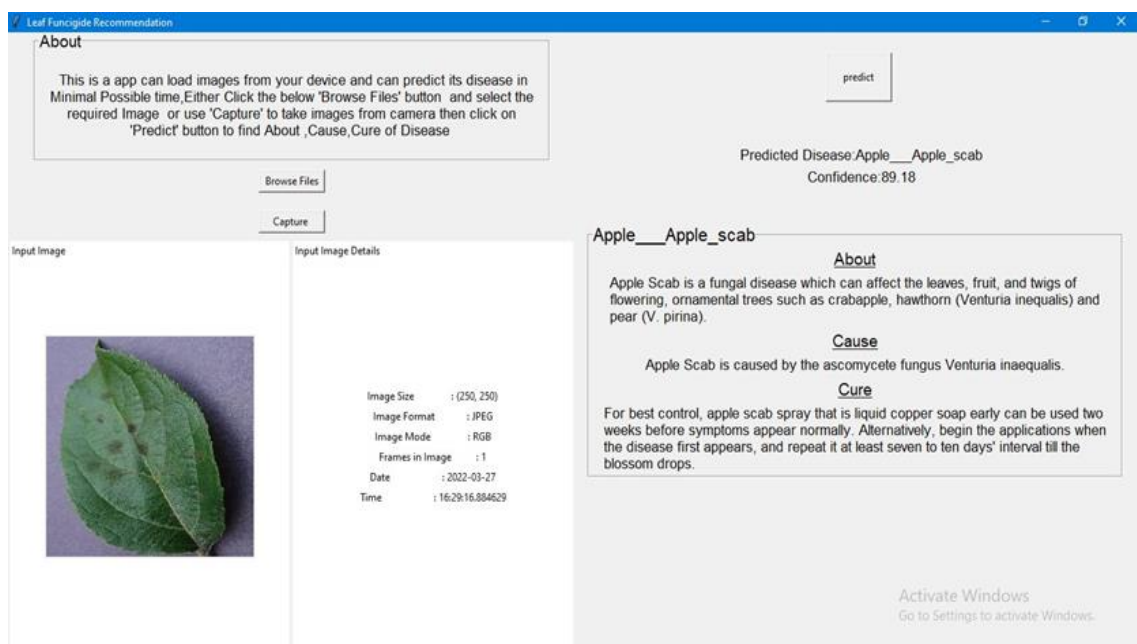 Leaf Funcigide Recommendation
About
This is a app can load images from your device and can predict its disease in
Minimal Possible time,Either Click the below 'Browse Files' button and select the
required Image or use 'Capture' to take images from camera then click on
'Predict' button to find About ,Cause,Cure of Disease
Browse Files
Capture
Input Image
Input Image Details
Image Size : (250, 250)
Image Format : JPEG
Image Mode : RGB
Frames in Image : 1
Date : 2022-03-27
Time : 16:29:16.884629
predict
Predicted Disease:Apple___Apple_scab
Confidence:89.18
Apple___Apple_scab
About
Apple Scab is a fungal disease which can affect the leaves, fruit, and twigs of
flowering, ornamental trees such as crabapple, hawthorn (Venturia inequalis) and
pear (V. pirina).
Cause
Apple Scab is caused by the ascomycete fungus Venturia inaequalis.
Cure
For best control, apple scab spray that is liquid copper soap early can be used two
weeks before symptoms appear normally. Alternatively, begin the applications when
the disease first appears, and repeat it at least seven to ten days' interval till the
blossom drops.
Activate Windows
Go to Settings to activate Windows.